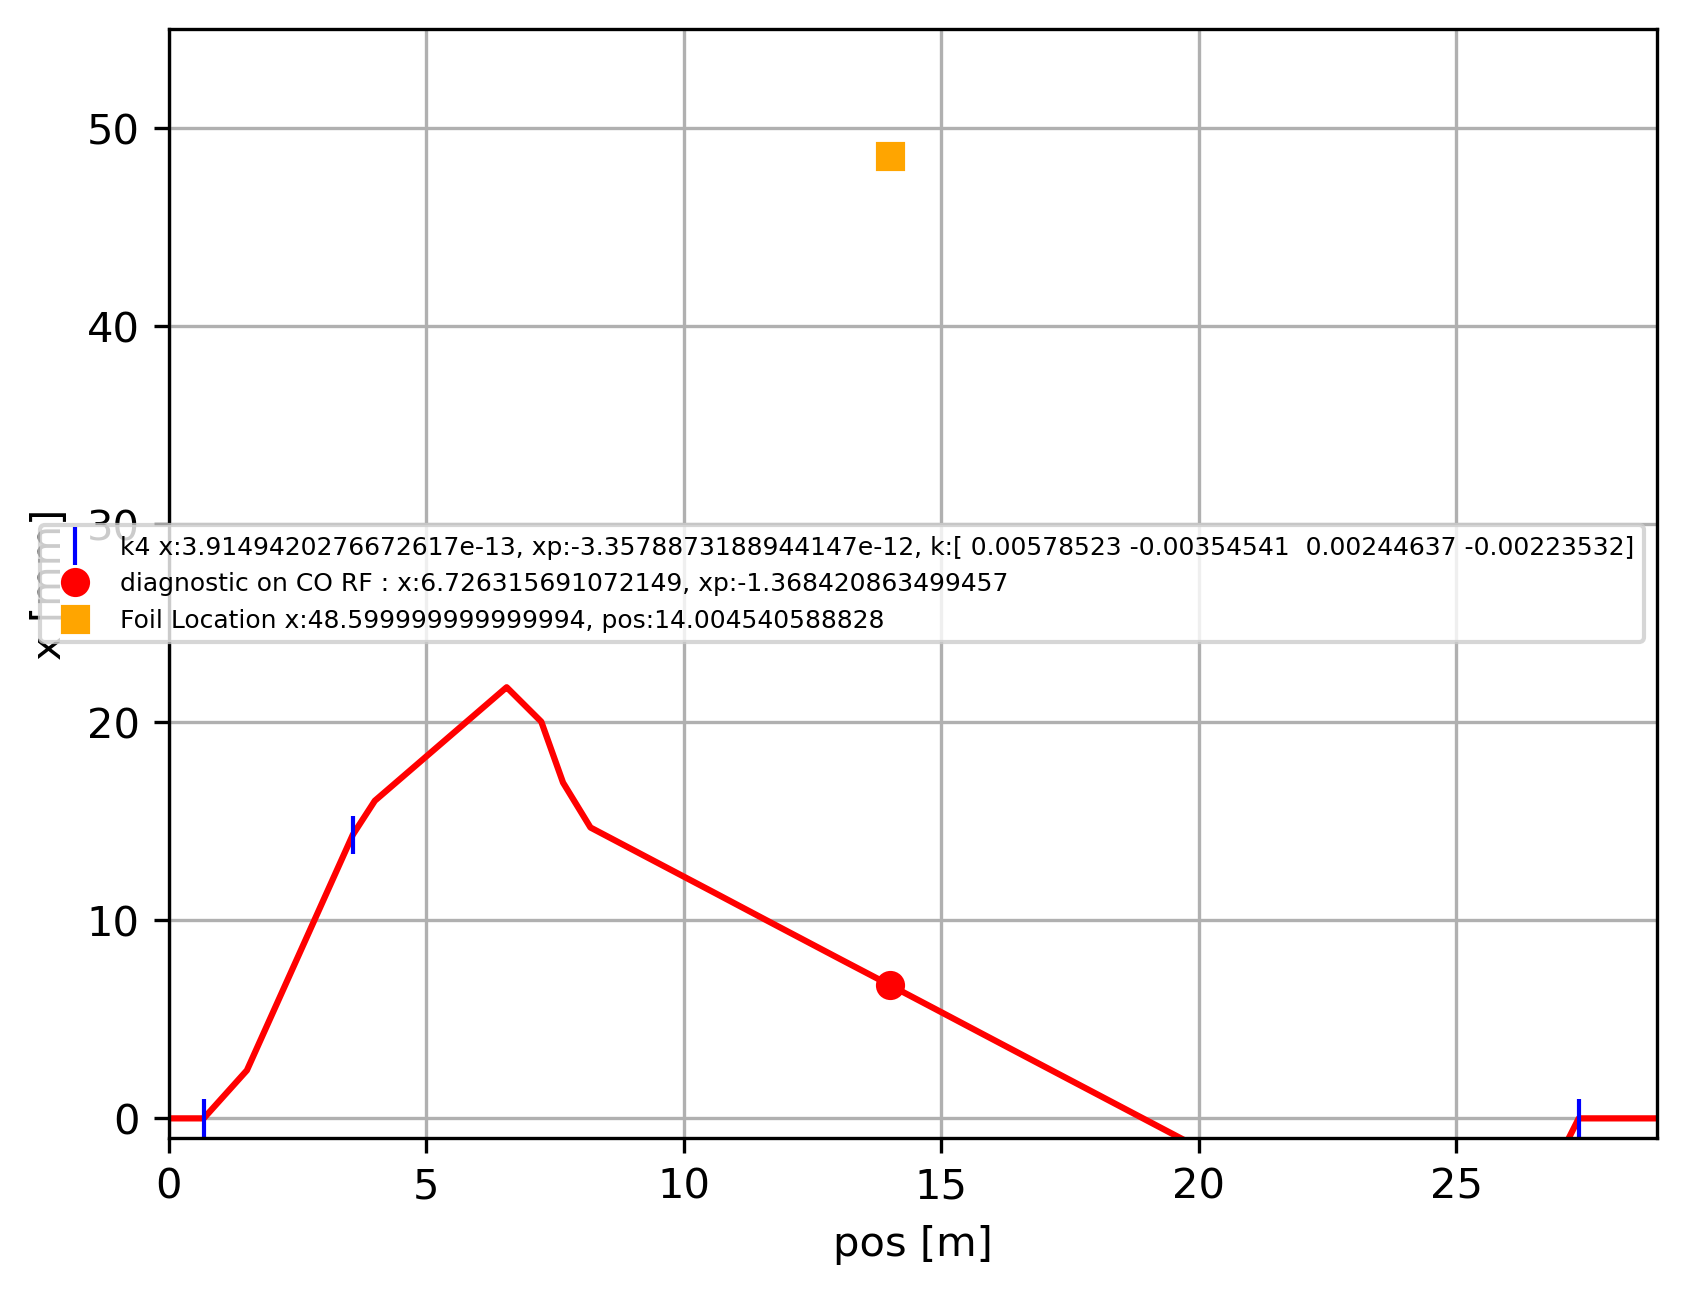 50
40
30
20
10
0
x [mm]
k4 x:3.9149420276672617e-13, xp:-3.3578873188944147e-12, k:[ 0.00578523 -0.00354541  0.00244637 -0.00223532]
diagnostic on CO RF : x:6.726315691072149, xp:-1.368420863499457
Foil Location x:48.599999999999994, pos:14.004540588828
0 5 10 15 20 25
pos [m]